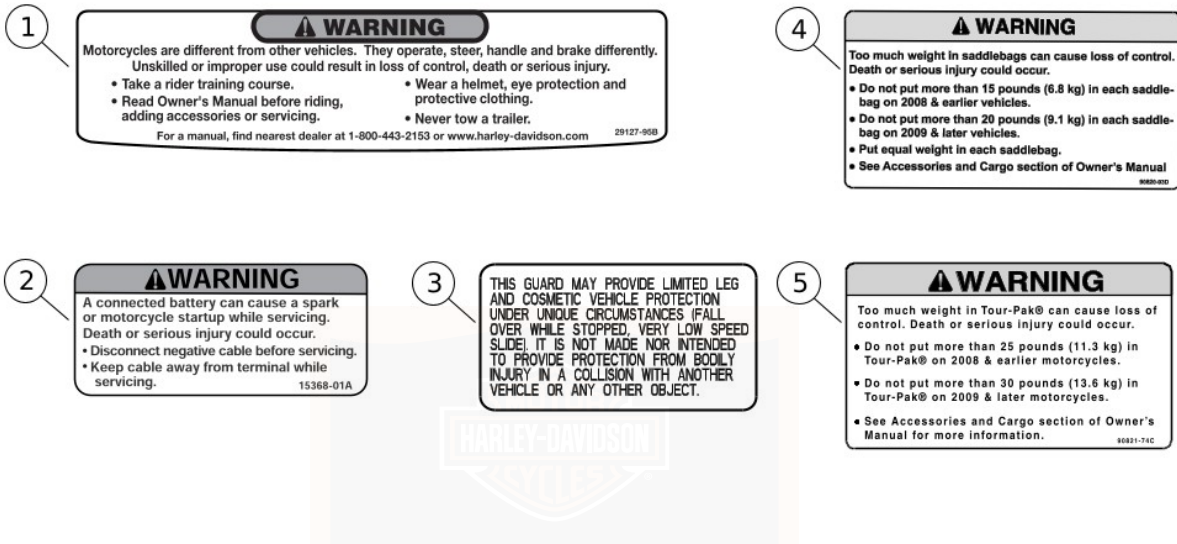 1
WARNING
Motorcycles are different from other vehicles. They operate, steer, handle and brake differently.
Unskilled or improper use could result in loss of control, death or serious injury.
• Take a rider training course.
• Read Owner's Manual before riding,
adding accessories or servicing.
• Wear a helmet, eye protection and
protective clothing.
• Never tow a trailer.
For a manual, find nearest dealer at 1-800-443-2153 or www.harley-davidson.com
29127-95B
4
WARNING
Too much weight in saddlebags can cause loss of control.
Death or serious injury could occur.
• Do not put more than 15 pounds (6.8 kg) in each saddle-
bag on 2008 & earlier vehicles.
• Do not put more than 20 pounds (9.1 kg) in each saddle-
bag on 2009 & later vehicles.
• Put equal weight in each saddlebag.
• See Accessories and Cargo section of Owner's Manual
2
WARNING
A connected battery can cause a spark
or motorcycle startup while servicing.
Death or serious injury could occur.
• Disconnect negative cable before servicing.
• Keep cable away from terminal while
servicing.
15368-01A
3
THIS GUARD MAY PROVIDE LIMITED LEG
AND COSMETIC VEHICLE PROTECTION
UNDER UNIQUE CIRCUMSTANCES (FALL
OVER WHILE STOPPED, VERY LOW SPEED
SLIDE). IT IS NOT MADE NOR INTENDED
TO PROVIDE PROTECTION FROM BODILY
INJURY IN A COLLISION WITH ANOTHER
VEHICLE OR ANY OTHER OBJECT.
5
WARNING
Too much weight in Tour-Pak® can cause loss of
control. Death or serious injury could occur.
• Do not put more than 25 pounds (11.3 kg) in
Tour-Pak® on 2008 & earlier motorcycles.
• Do not put more than 30 pounds (13.6 kg) in
Tour-Pak® on 2009 & later motorcycles.
• See Accessories and Cargo section of Owner's
Manual for more information.
90821-74C
HARLEY-DAVIDSON
CYCLES